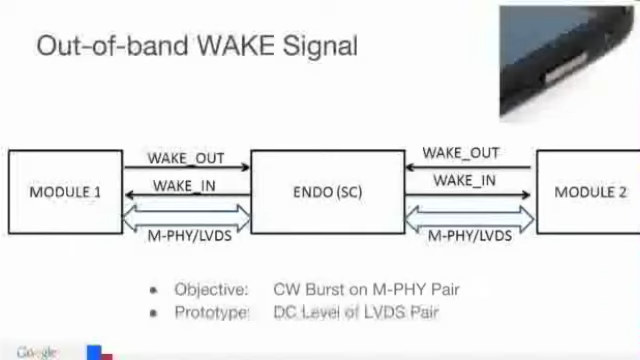 Out-of-band WAKE Signal
WAKE_OUT
WAKE_OUT
MODULE 1
WAKE_IN
ENDO (SC)
WAKE_IN
MODULE 2
M-PHY/LVDS
M-PHY/LVDS
• Objective: CW Burst on M-PHY Pair
• Prototype: DC Level of LVDS Pair
Google